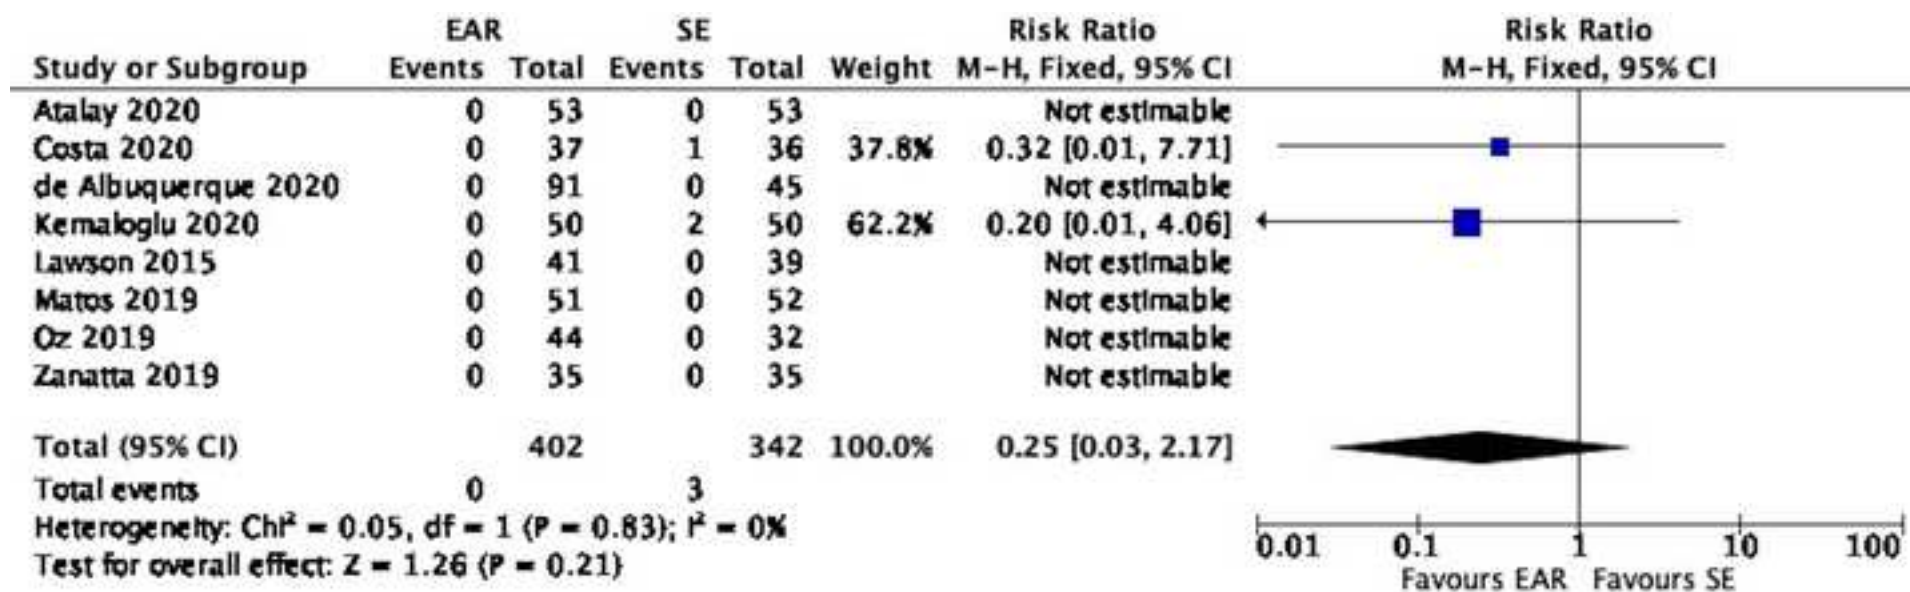 EAR SE Risk Ratio Risk Ratio
Study or Subgroup Events Total Events Total Weight M-H, Fixed, 95% CI M-H, Fixed, 95% CI
Atalay 2020 0 53 0 53 Not estimable
Costa 2020 0 37 1 36 37.8% 0.32 [0.01, 7.71]
de Albuquerque 2020 0 91 0 45 Not estimable
Kemaloglu 2020 0 50 2 50 62.2% 0.20 [0.01, 4.06]
Lawson 2015 0 41 0 39 Not estimable
Matos 2019 0 51 0 52 Not estimable
Oz 2019 0 44 0 32 Not estimable
Zanatta 2019 0 35 0 35 Not estimable
Total (95% CI) 402 342 100.0% 0.25 [0.03, 2.17]
Total events 0 3
Heterogeneity: Chi² = 0.05, df = 1 (P = 0.83); I² = 0%
Test for overall effect: Z = 1.26 (P = 0.21)
0.01 0.1 1 10 100
Favours EAR Favours SE